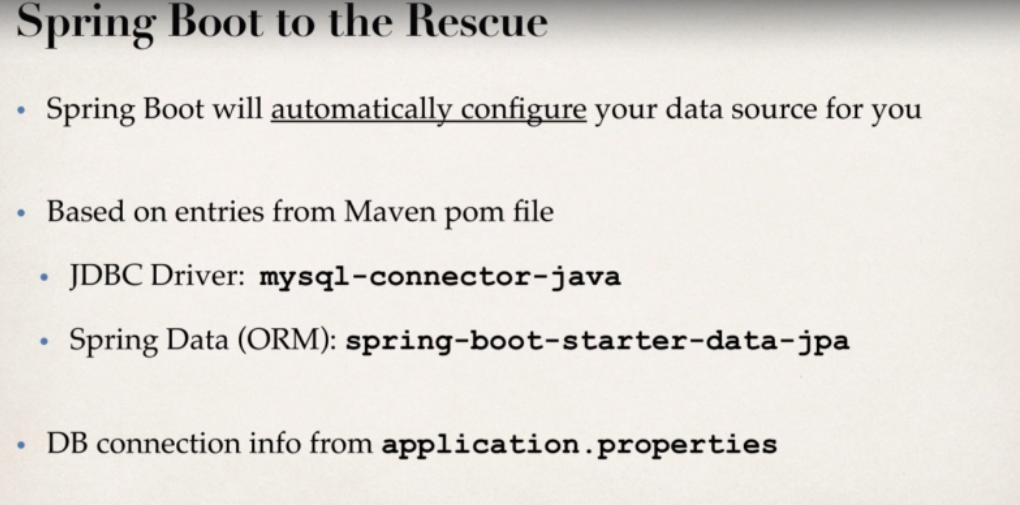 Spring Boot to the Rescue
• Spring Boot will automatically configure your data source for you
• Based on entries from Maven pom file
• JDBC Driver: mysql-connector-java
• Spring Data (ORM): spring-boot-starter-data-jpa
• DB connection info from application.properties